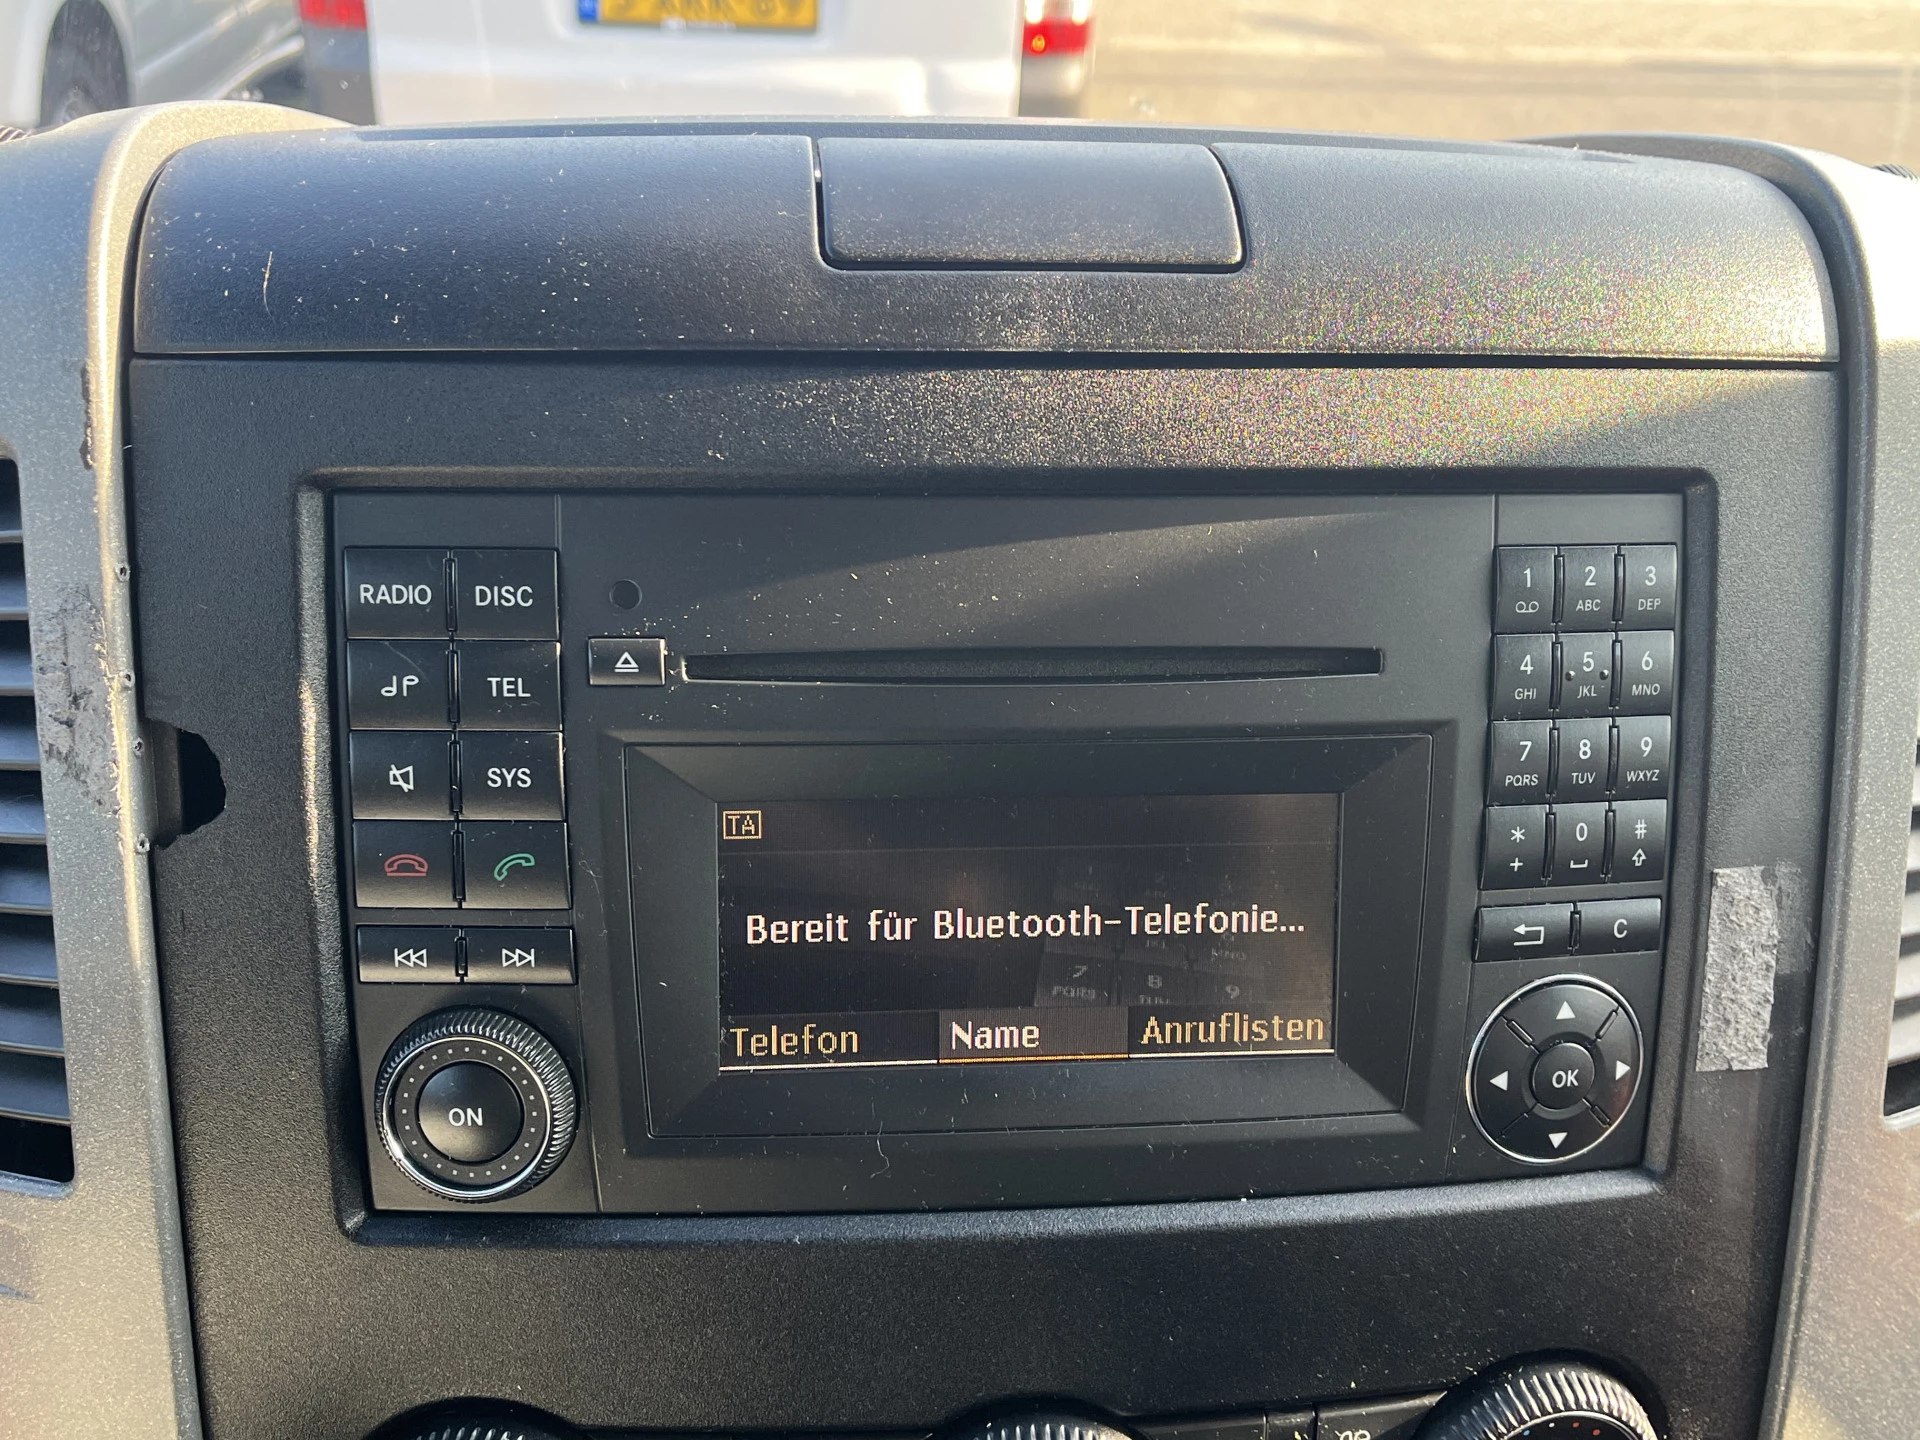 RADIO DISC
TEL
SYS
ON
TA
Bereit für Bluetooth-Telefonie...
Telefon Name Anruflisten
1 2 3
ABC DEF
4 5 6
GHI JKL MNO
7 8 9
PQRS TUV WXYZ
* 0 #
+
C
OK